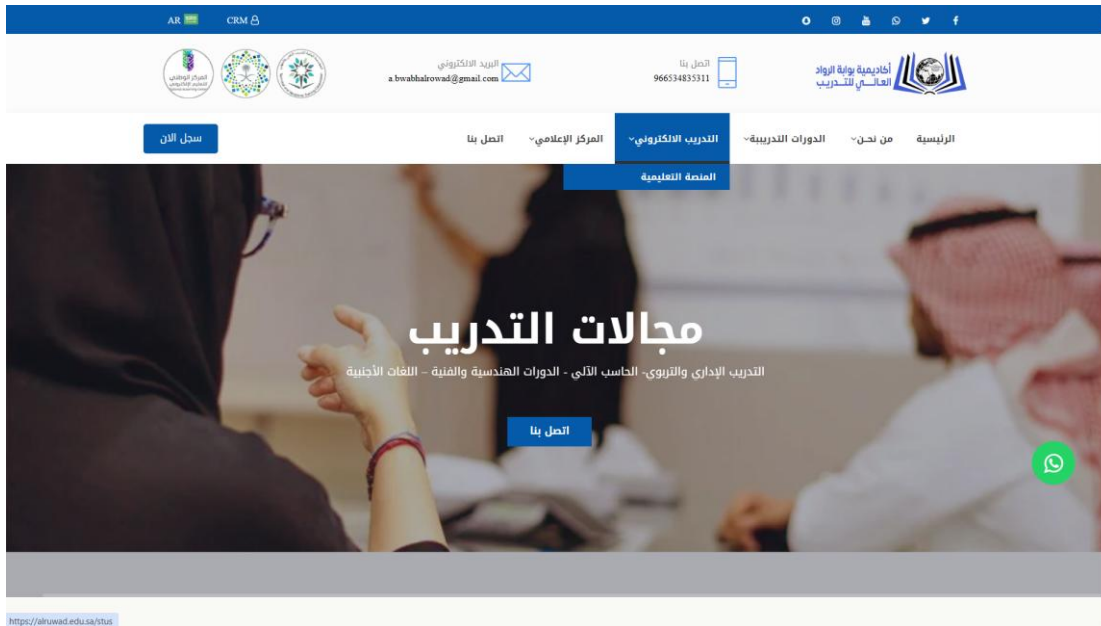 CRM
AR
أكاديمية بوابة الرواد
العالـــي للتـــدريب
اتصل بنا
966534835311
البريد الالكتروني
a.bwabhalrowad@gmail.com
المركز الوطني
للتعليم الإلكتروني
الرئيسية
من نحن
الدورات التدريبية
التدريب الالكتروني
المركز الإعلامي
اتصل بنا
سجل الان
المنصة التعليمية
مجالات التدريب
التدريب الإداري والتربوي- الحاسب الآلي - الدورات الهندسية والفنية – اللغات الأجنبية
اتصل بنا
https://alruwad.edu.sa/stus